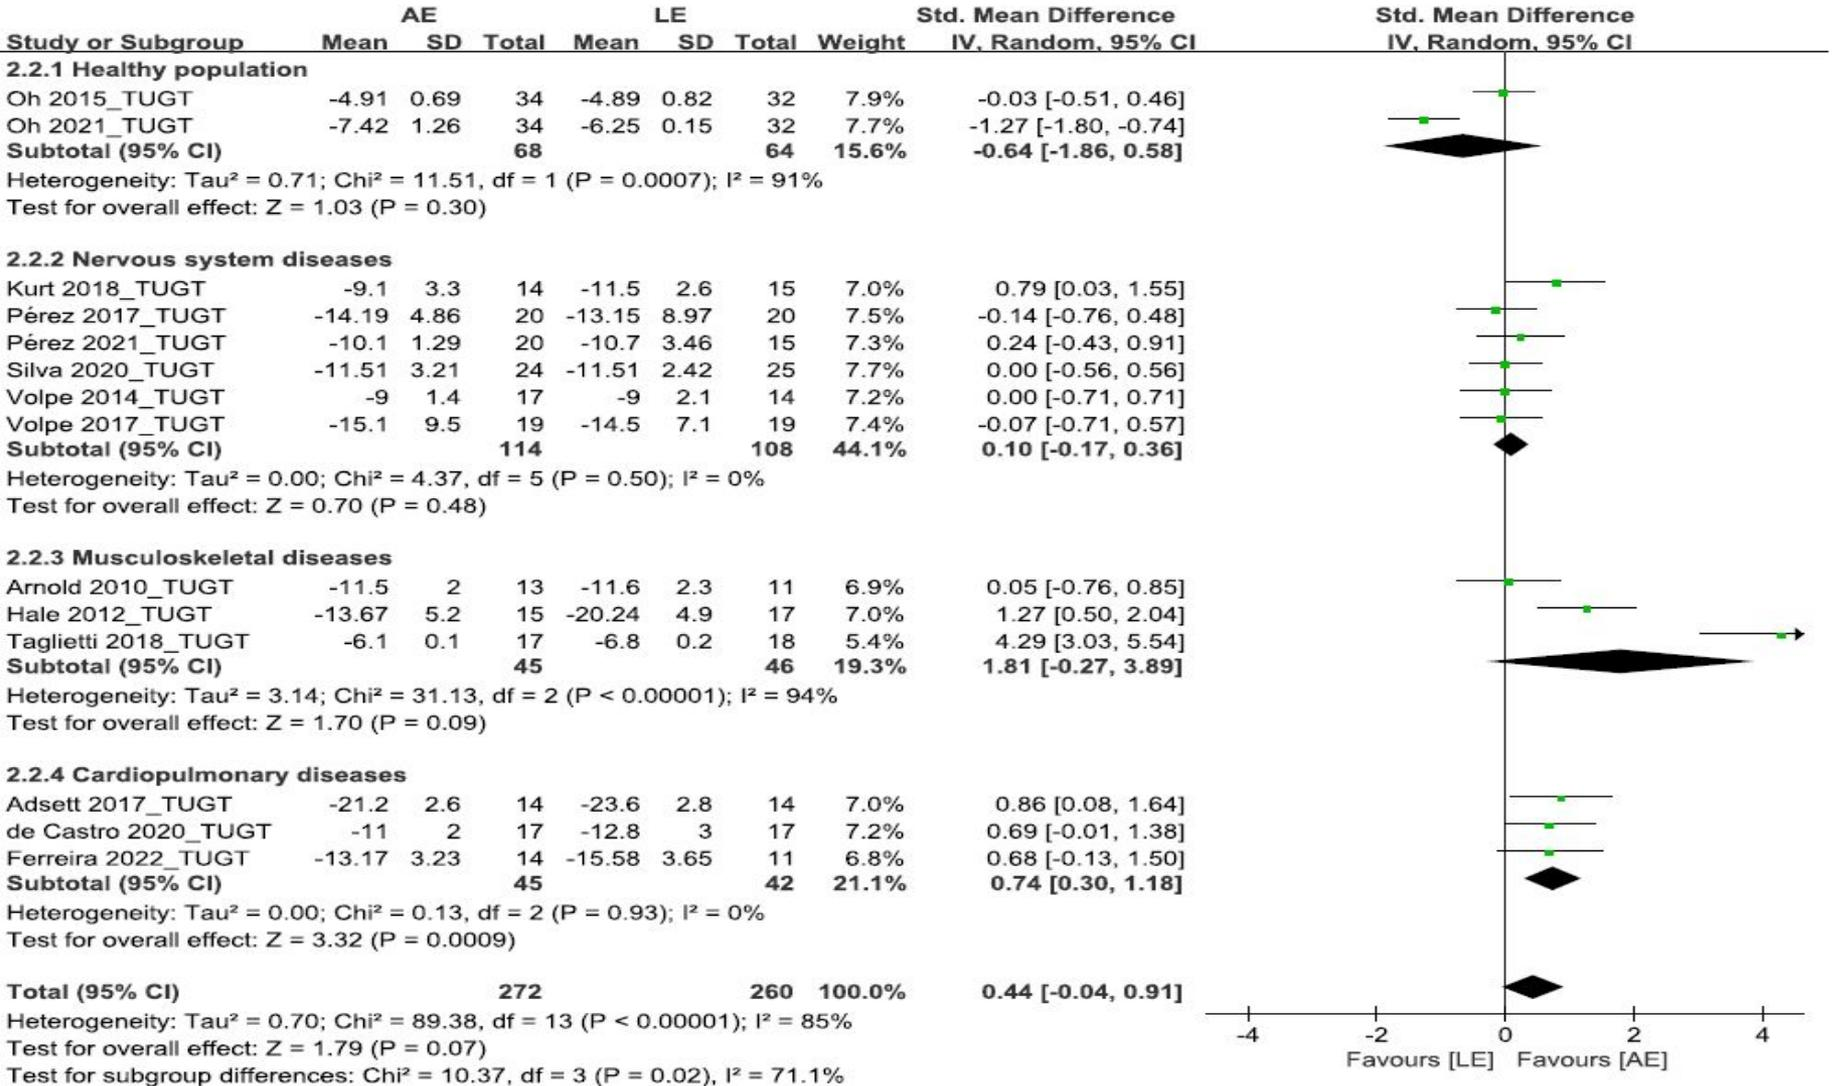 AE LE Std. Mean Difference Std. Mean Difference
Study or Subgroup Mean SD Total Mean SD Total Weight IV, Random, 95% CI IV, Random, 95% CI
2.2.1 Healthy population
Oh 2015_TUGT -4.91 0.69 34 -4.89 0.82 32 7.9% -0.03 [-0.51, 0.46]
Oh 2021_TUGT -7.42 1.26 34 -6.25 0.15 32 7.7% -1.27 [-1.80, -0.74]
Subtotal (95% CI) 68 64 15.6% -0.64 [-1.86, 0.58]
Heterogeneity: Tau² = 0.71; Chi² = 11.51, df = 1 (P = 0.0007); I² = 91%
Test for overall effect: Z = 1.03 (P = 0.30)
2.2.2 Nervous system diseases
Kurt 2018_TUGT -9.1 3.3 14 -11.5 2.6 15 7.0% 0.79 [0.03, 1.55]
Pérez 2017_TUGT -14.19 4.86 20 -13.15 8.97 20 7.5% -0.14 [-0.76, 0.48]
Pérez 2021_TUGT -10.1 1.29 20 -10.7 3.46 15 7.3% 0.24 [-0.43, 0.91]
Silva 2020_TUGT -11.51 3.21 24 -11.51 2.42 25 7.7% 0.00 [-0.56, 0.56]
Volpe 2014_TUGT -9 1.4 17 -9 2.1 14 7.2% 0.00 [-0.71, 0.71]
Volpe 2017_TUGT -15.1 9.5 19 -14.5 7.1 19 7.4% -0.07 [-0.71, 0.57]
Subtotal (95% CI) 114 108 44.1% 0.10 [-0.17, 0.36]
Heterogeneity: Tau² = 0.00; Chi² = 4.37, df = 5 (P = 0.50); I² = 0%
Test for overall effect: Z = 0.70 (P = 0.48)
2.2.3 Musculoskeletal diseases
Arnold 2010_TUGT -11.5 2 13 -11.6 2.3 11 6.9% 0.05 [-0.76, 0.85]
Hale 2012_TUGT -13.67 5.2 15 -20.24 4.9 17 7.0% 1.27 [0.50, 2.04]
Taglietti 2018_TUGT -6.1 0.1 17 -6.8 0.2 18 5.4% 4.29 [3.03, 5.54]
Subtotal (95% CI) 45 46 19.3% 1.81 [-0.27, 3.89]
Heterogeneity: Tau² = 3.14; Chi² = 31.13, df = 2 (P < 0.00001); I² = 94%
Test for overall effect: Z = 1.70 (P = 0.09)
2.2.4 Cardiopulmonary diseases
Adsett 2017_TUGT -21.2 2.6 14 -23.6 2.8 14 7.0% 0.86 [0.08, 1.64]
de Castro 2020_TUGT -11 2 17 -12.8 3 17 7.2% 0.69 [-0.01, 1.38]
Ferreira 2022_TUGT -13.17 3.23 14 -15.58 3.65 11 6.8% 0.68 [-0.13, 1.50]
Subtotal (95% CI) 45 42 21.1% 0.74 [0.30, 1.18]
Heterogeneity: Tau² = 0.00; Chi² = 0.13, df = 2 (P = 0.93); I² = 0%
Test for overall effect: Z = 3.32 (P = 0.0009)
Total (95% CI) 272 260 100.0% 0.44 [-0.04, 0.91]
Heterogeneity: Tau² = 0.70; Chi² = 89.38, df = 13 (P < 0.00001); I² = 85%
Test for overall effect: Z = 1.79 (P = 0.07)
Test for subgroup differences: Chi² = 10.37, df = 3 (P = 0.02), I² = 71.1%
-4 -2 0 2 4
Favours [LE] Favours [AE]